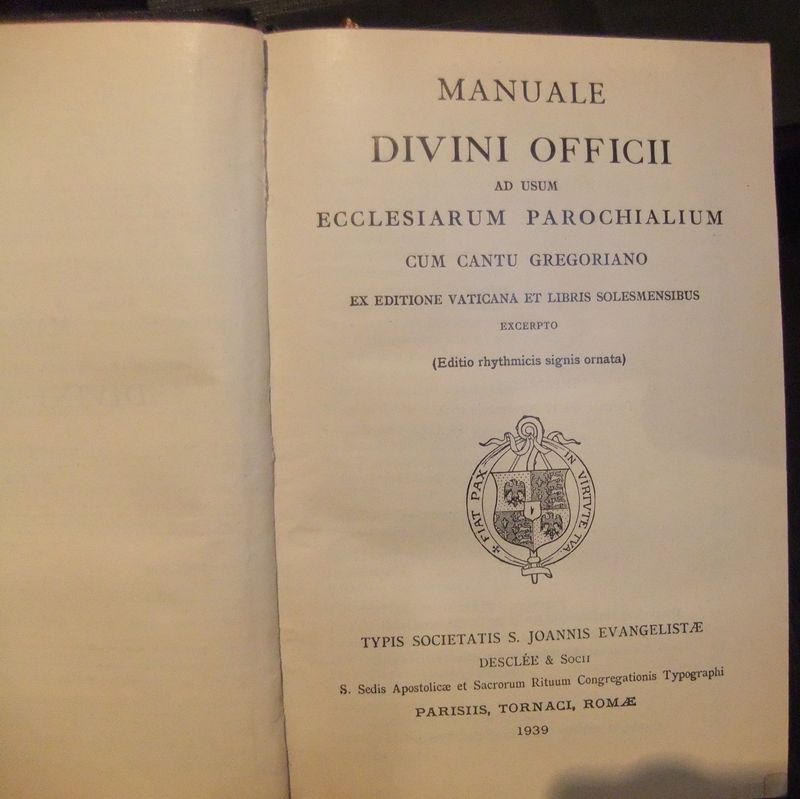 MANUALE
DIVINI OFFICII
AD USUM
ECCLESIARUM PAROCHIALIUM
CUM CANTU GREGORIANO
EX EDITIONE VATICANA ET LIBRIS SOLESMENSIBUS
EXCERPTO
(Editio rhythmicis signis ornata)
✠ FIAT PAX IN VIRTVTE TVA
TYPIS SOCIETATIS S. JOANNIS EVANGELISTÆ
DESCLÉE & SOCII
S. Sedis Apostolicæ et Sacrorum Rituum Congregationis Typographi
PARISIIS, TORNACI, ROMÆ
1939